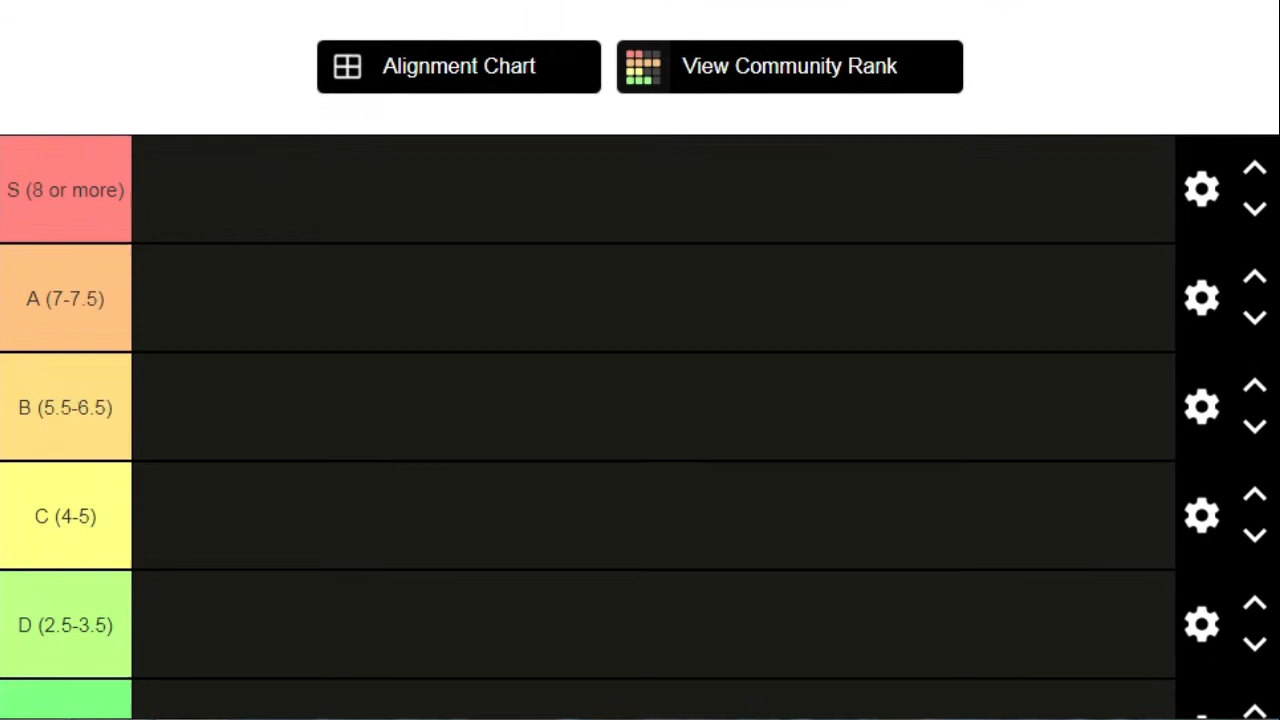 Alignment Chart
View Community Rank
S (8 or more)
A (7-7.5)
B (5.5-6.5)
C (4-5)
D (2.5-3.5)